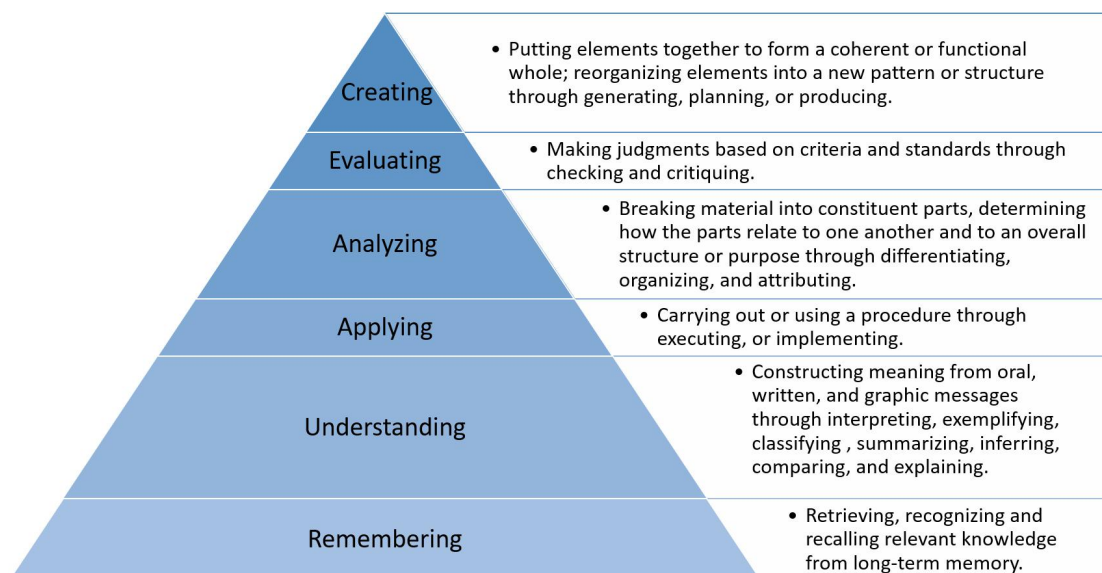 Creating
• Putting elements together to form a coherent or functional
whole; reorganizing elements into a new pattern or structure
through generating, planning, or producing.
Evaluating
• Making judgments based on criteria and standards through
checking and critiquing.
Analyzing
• Breaking material into constituent parts, determining
how the parts relate to one another and to an overall
structure or purpose through differentiating,
organizing, and attributing.
Applying
• Carrying out or using a procedure through
executing, or implementing.
Understanding
• Constructing meaning from oral,
written, and graphic messages
through interpreting, exemplifying,
classifying , summarizing, inferring,
comparing, and explaining.
Remembering
• Retrieving, recognizing and
recalling relevant knowledge
from long-term memory.